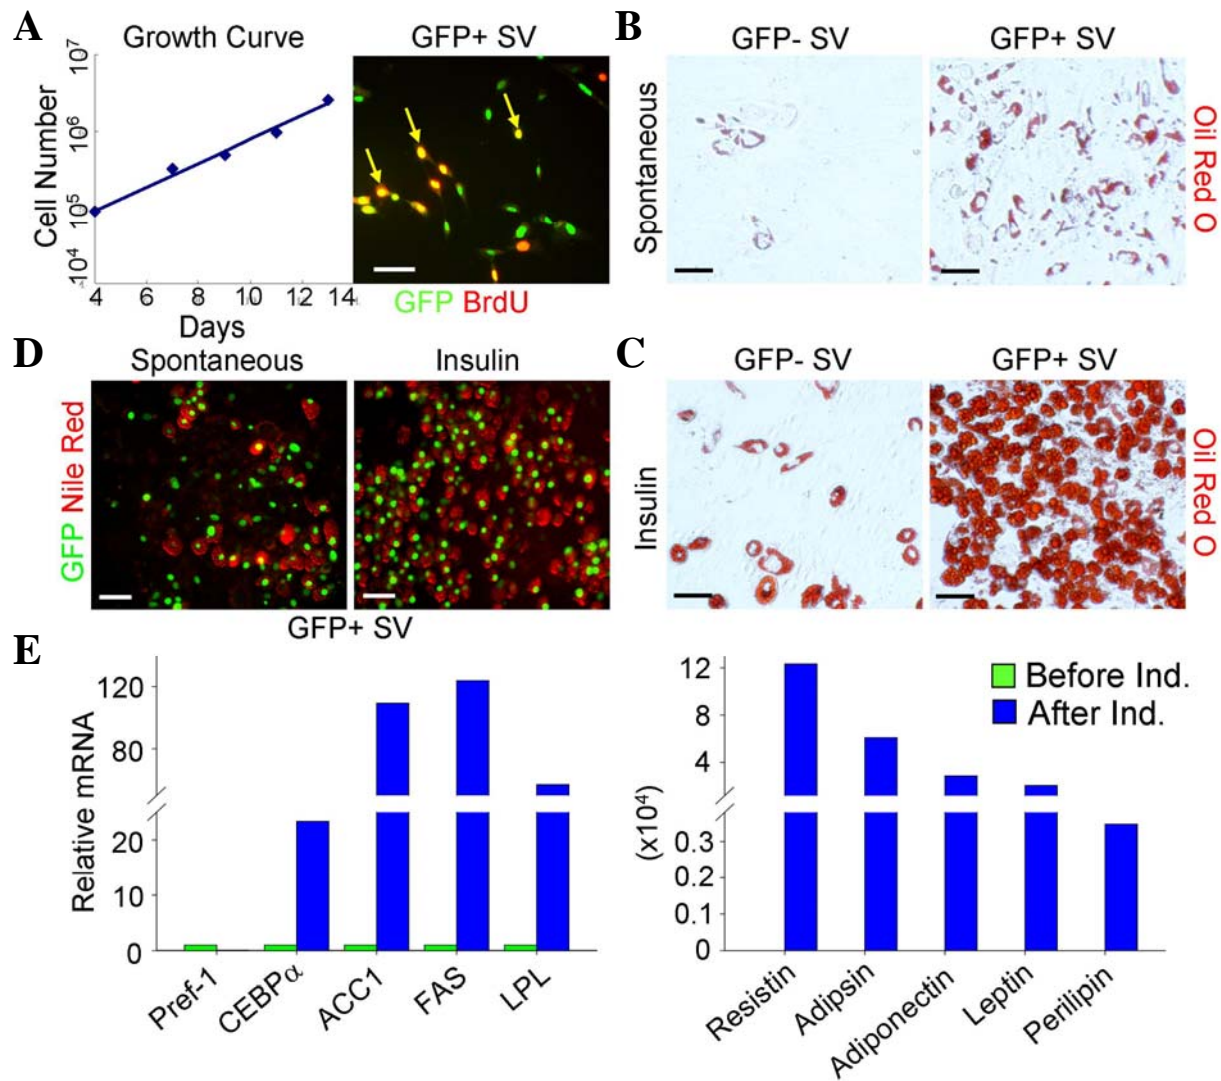 A
Growth Curve
GFP+ SV
Cell Number
10⁷
10⁶
10⁵
10⁴
4 6 8 10 12 14
Days
GFP BrdU
B
GFP- SV
GFP+ SV
Spontaneous
Oil Red O
D
Spontaneous
Insulin
GFP Nile Red
GFP+ SV
C
GFP- SV
GFP+ SV
Insulin
Oil Red O
E
Relative mRNA
120
80
20
10
0
Pref-1
CEBPα
ACC1
FAS
LPL
(x10⁴)
12
8
4
0.3
0.2
0.1
0
Resistin
Adipsin
Adiponectin
Leptin
Perilipin
Before Ind.
After Ind.